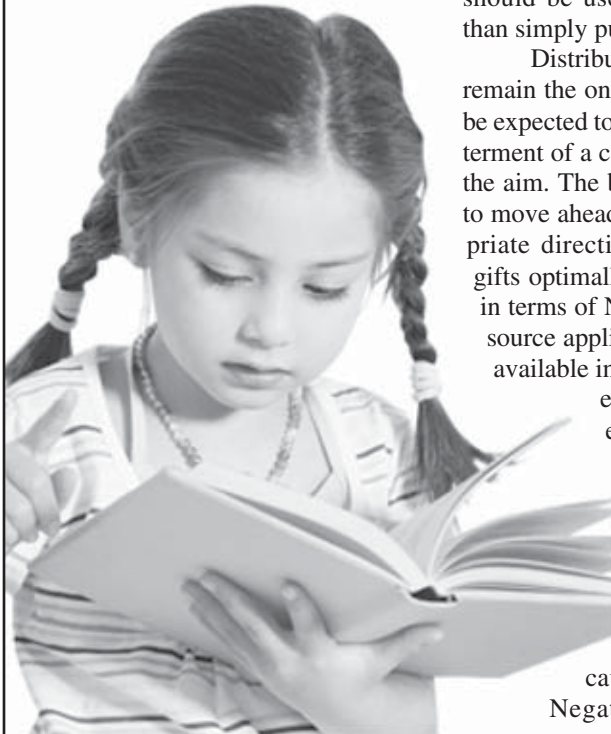 should be use
than simply pu
Distribu
remain the on
be expected to
terment of a c
the aim. The b
to move ahead
priate directi
gifts optimall
in terms of N
source appli
available in
e
e
ca
Negat